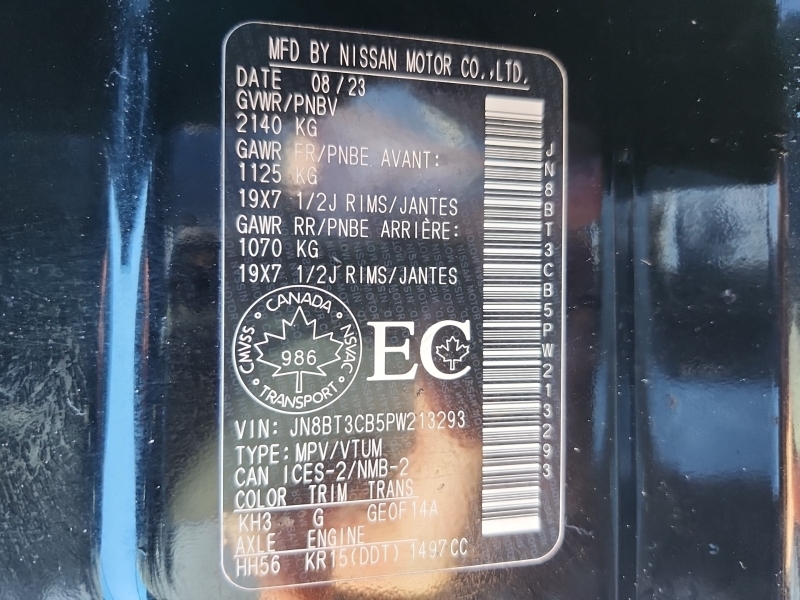 MFD BY NISSAN MOTOR CO.,LTD.
DATE 08/23
GVWR/PNBV
2140 KG
GAWR FR/PNBE AVANT:
1125 KG
19X7 1/2J RIMS/JANTES
GAWR RR/PNBE ARRIÈRE:
1070 KG
19X7 1/2J RIMS/JANTES
CANADA
CMVSS NSVAC
986
TRANSPORT
EC
VIN: JN8BT3CB5PW213293
TYPE:MPV/VTUM
CAN ICES-2/NMB-2
COLOR TRIM TRANS
KH3 G GEOF14A
AXLE ENGINE
HH56 KR15(DDT) 1497CC
JN8BT3CB5PW213293